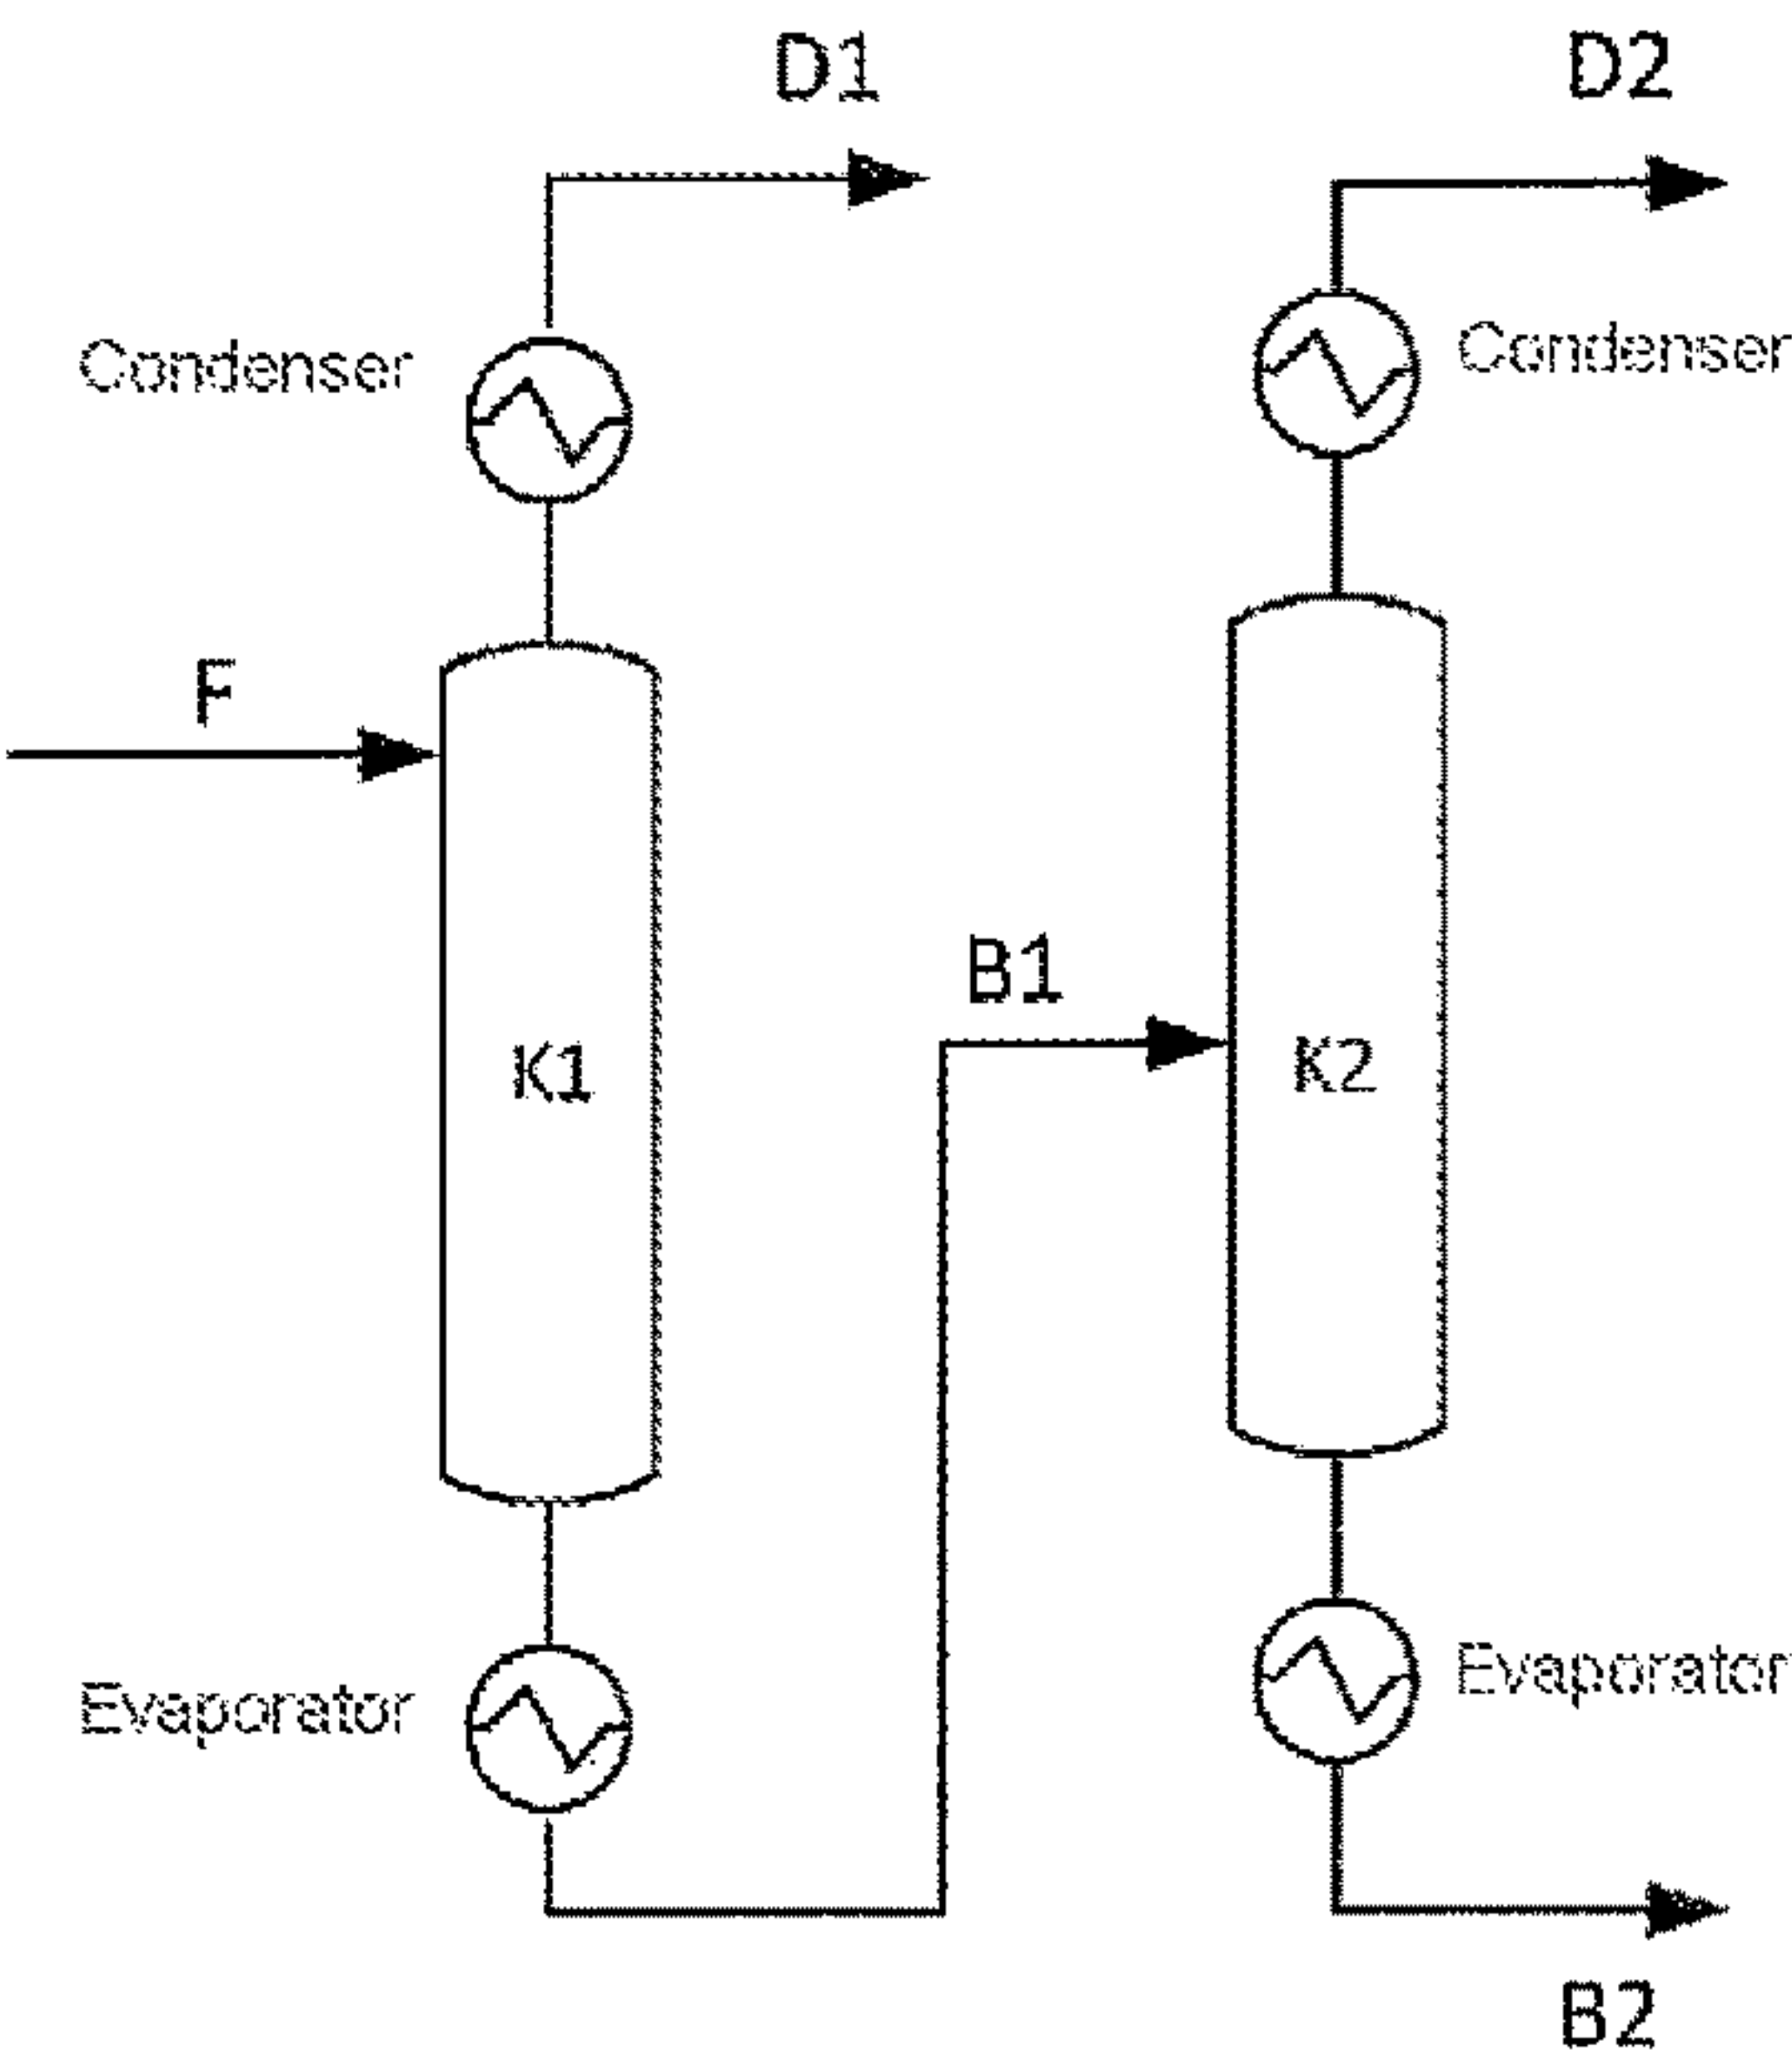 D1
D2
Condenser
Condenser
F
B1
K1
K2
Evaporator
Evaporator
B2